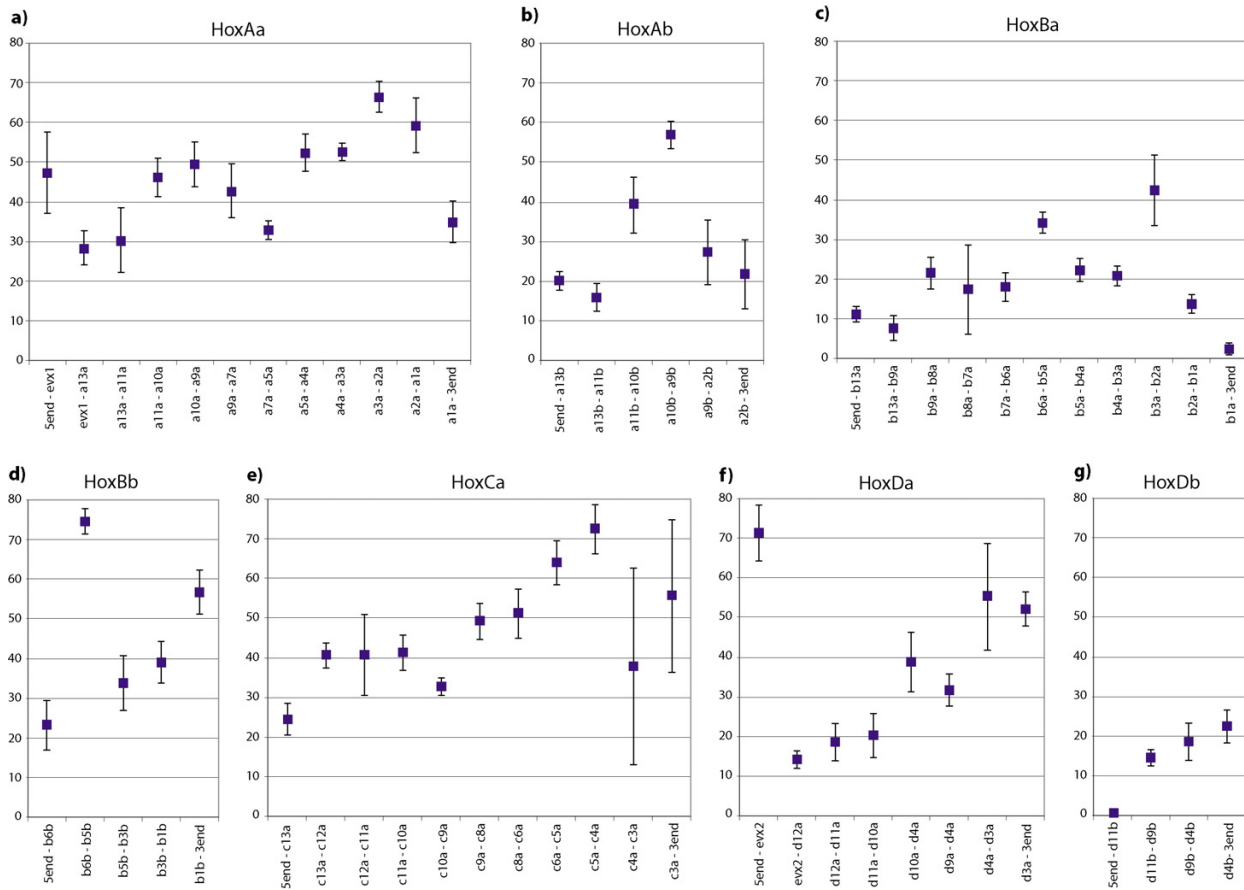 a)
HoxAa
80
70
60
50
40
30
20
10
0
5end - evx1
evx1 - a13a
a13a - a11a
a11a - a10a
a10a - a9a
a9a - a7a
a7a - a5a
a5a - a4a
a4a - a3a
a3a - a2a
a2a - a1a
a1a - 3end
b)
HoxAb
80
70
60
50
40
30
20
10
0
5end - a13b
a13b - a11b
a11b - a10b
a10b - a9b
a9b - a2b
a2b - 3end
c)
HoxBa
80
70
60
50
40
30
20
10
0
5end - b13a
b13a - b9a
b9a - b8a
b8a - b7a
b7a - b6a
b6a - b5a
b5a - b4a
b4a - b3a
b3a - b2a
b2a - b1a
b1a - 3end
d)
HoxBb
80
70
60
50
40
30
20
10
0
5end - b6b
b6b - b5b
b5b - b3b
b3b - b1b
b1b - 3end
e)
HoxCa
80
70
60
50
40
30
20
10
0
5end - c13a
c13a - c12a
c12a - c11a
c11a - c10a
c10a - c9a
c9a - c8a
c8a - c6a
c6a - c5a
c5a - c4a
c4a - c3a
c3a - 3end
f)
HoxDa
80
70
60
50
40
30
20
10
0
5end - evx2
evx2 - d12a
d12a - d11a
d11a - d10a
d10a - d4a
d9a - d4a
d4a - d3a
d3a - 3end
g)
HoxDb
80
70
60
50
40
30
20
10
0
5end - d11b
d11b - d9b
d9b - d4b
d4b- 3end